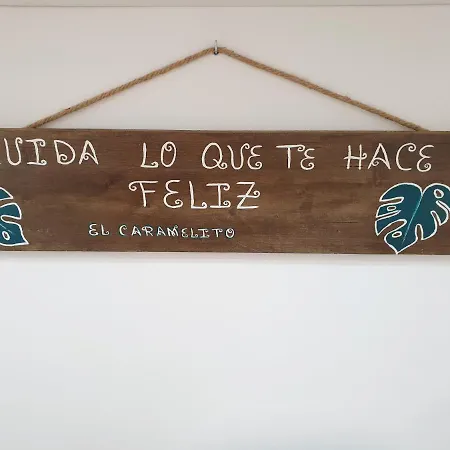 UIDA LO QUE TE HACE
FELIZ
EL CARAMELITO